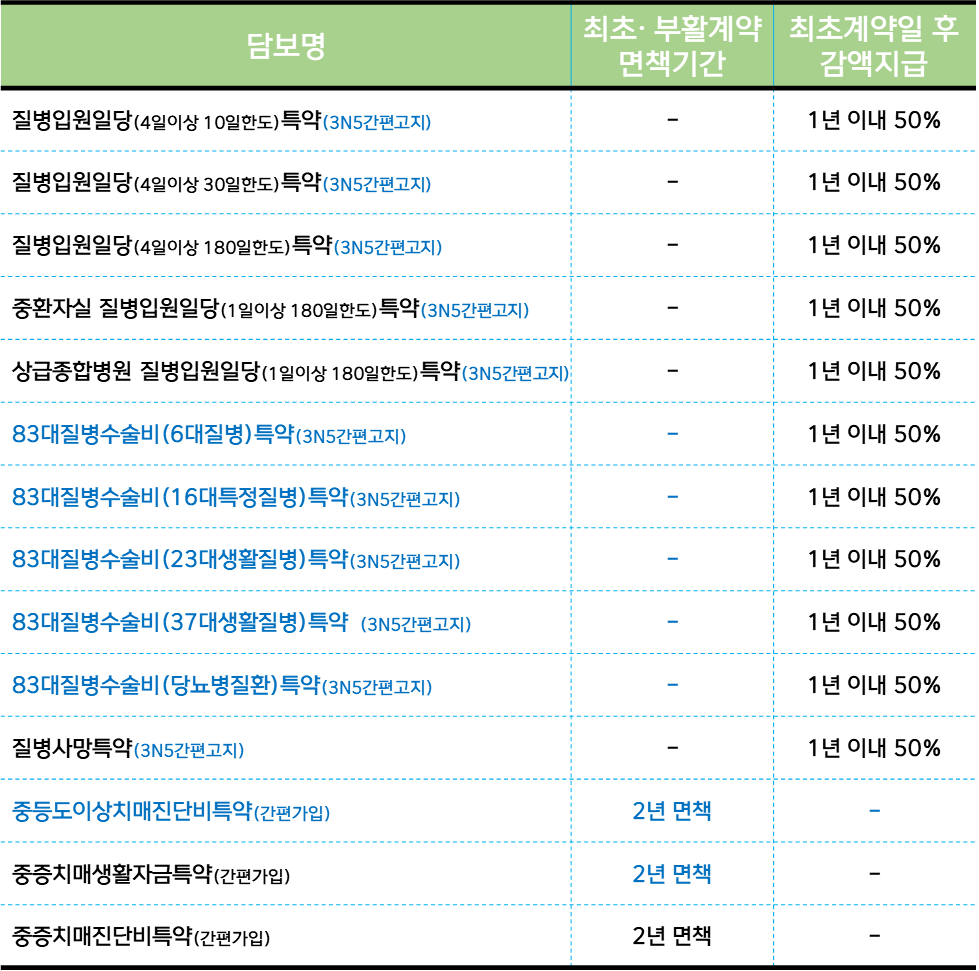 담보명 최초· 부활계약 면책기간 최초계약일 후 감액지급
질병입원일당(4일이상 10일한도)특약(3N5간편고지) – 1년 이내 50%
질병입원일당(4일이상 30일한도)특약(3N5간편고지) – 1년 이내 50%
질병입원일당(4일이상 180일한도)특약(3N5간편고지) – 1년 이내 50%
중환자실 질병입원일당(1일이상 180일한도)특약(3N5간편고지) – 1년 이내 50%
상급종합병원 질병입원일당(1일이상 180일한도)특약(3N5간편고지) – 1년 이내 50%
83대질병수술비(6대질병)특약(3N5간편고지) – 1년 이내 50%
83대질병수술비(16대특정질병)특약(3N5간편고지) – 1년 이내 50%
83대질병수술비(23대생활질병)특약(3N5간편고지) – 1년 이내 50%
83대질병수술비(37대생활질병)특약 (3N5간편고지) – 1년 이내 50%
83대질병수술비(당뇨병질환)특약(3N5간편고지) – 1년 이내 50%
질병사망특약(3N5간편고지) – 1년 이내 50%
중등도이상치매진단비특약(간편가입) 2년 면책 –
중증치매생활자금특약(간편가입) 2년 면책 –
중증치매진단비특약(간편가입) 2년 면책 –